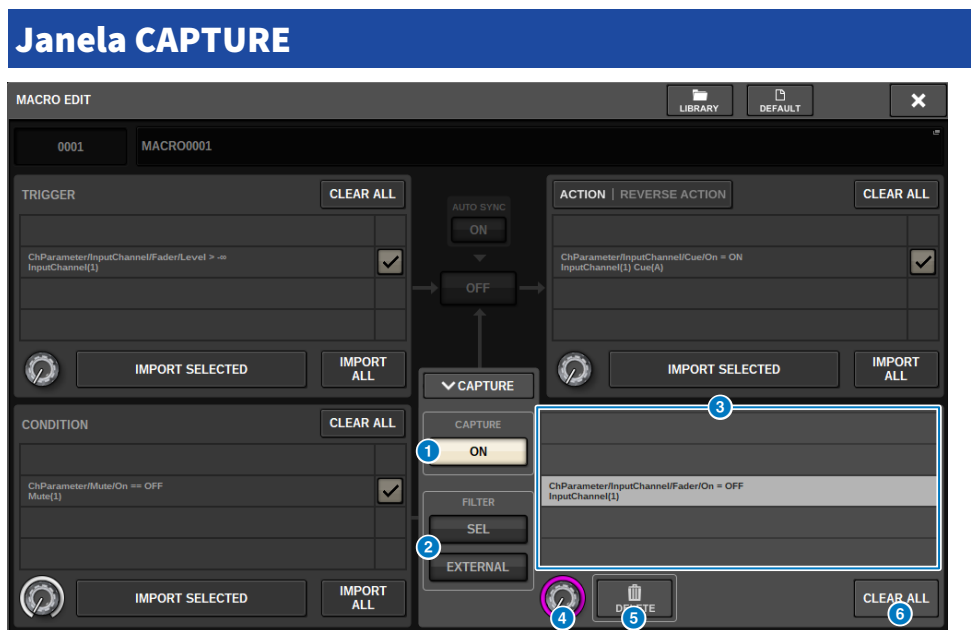 Janela CAPTURE
MACRO EDIT
LIBRARY
DEFAULT
0001
MACRO0001
TRIGGER
CLEAR ALL
ChParameter/InputChannel/Fader/Level > -∞
InputChannel(1)
IMPORT SELECTED
IMPORT
ALL
AUTO SYNC
ON
OFF
ACTION | REVERSE ACTION
CLEAR ALL
ChParameter/InputChannel/Cue/On = ON
InputChannel(1) Cue(A)
IMPORT SELECTED
IMPORT
ALL
CONDITION
CLEAR ALL
ChParameter/Mute/On == OFF
Mute(1)
IMPORT SELECTED
IMPORT
ALL
CAPTURE
CAPTURE
1
ON
FILTER
SEL
2
EXTERNAL
3
ChParameter/InputChannel/Fader/On = OFF
InputChannel(1)
4
DELETE
5
CLEAR ALL
6